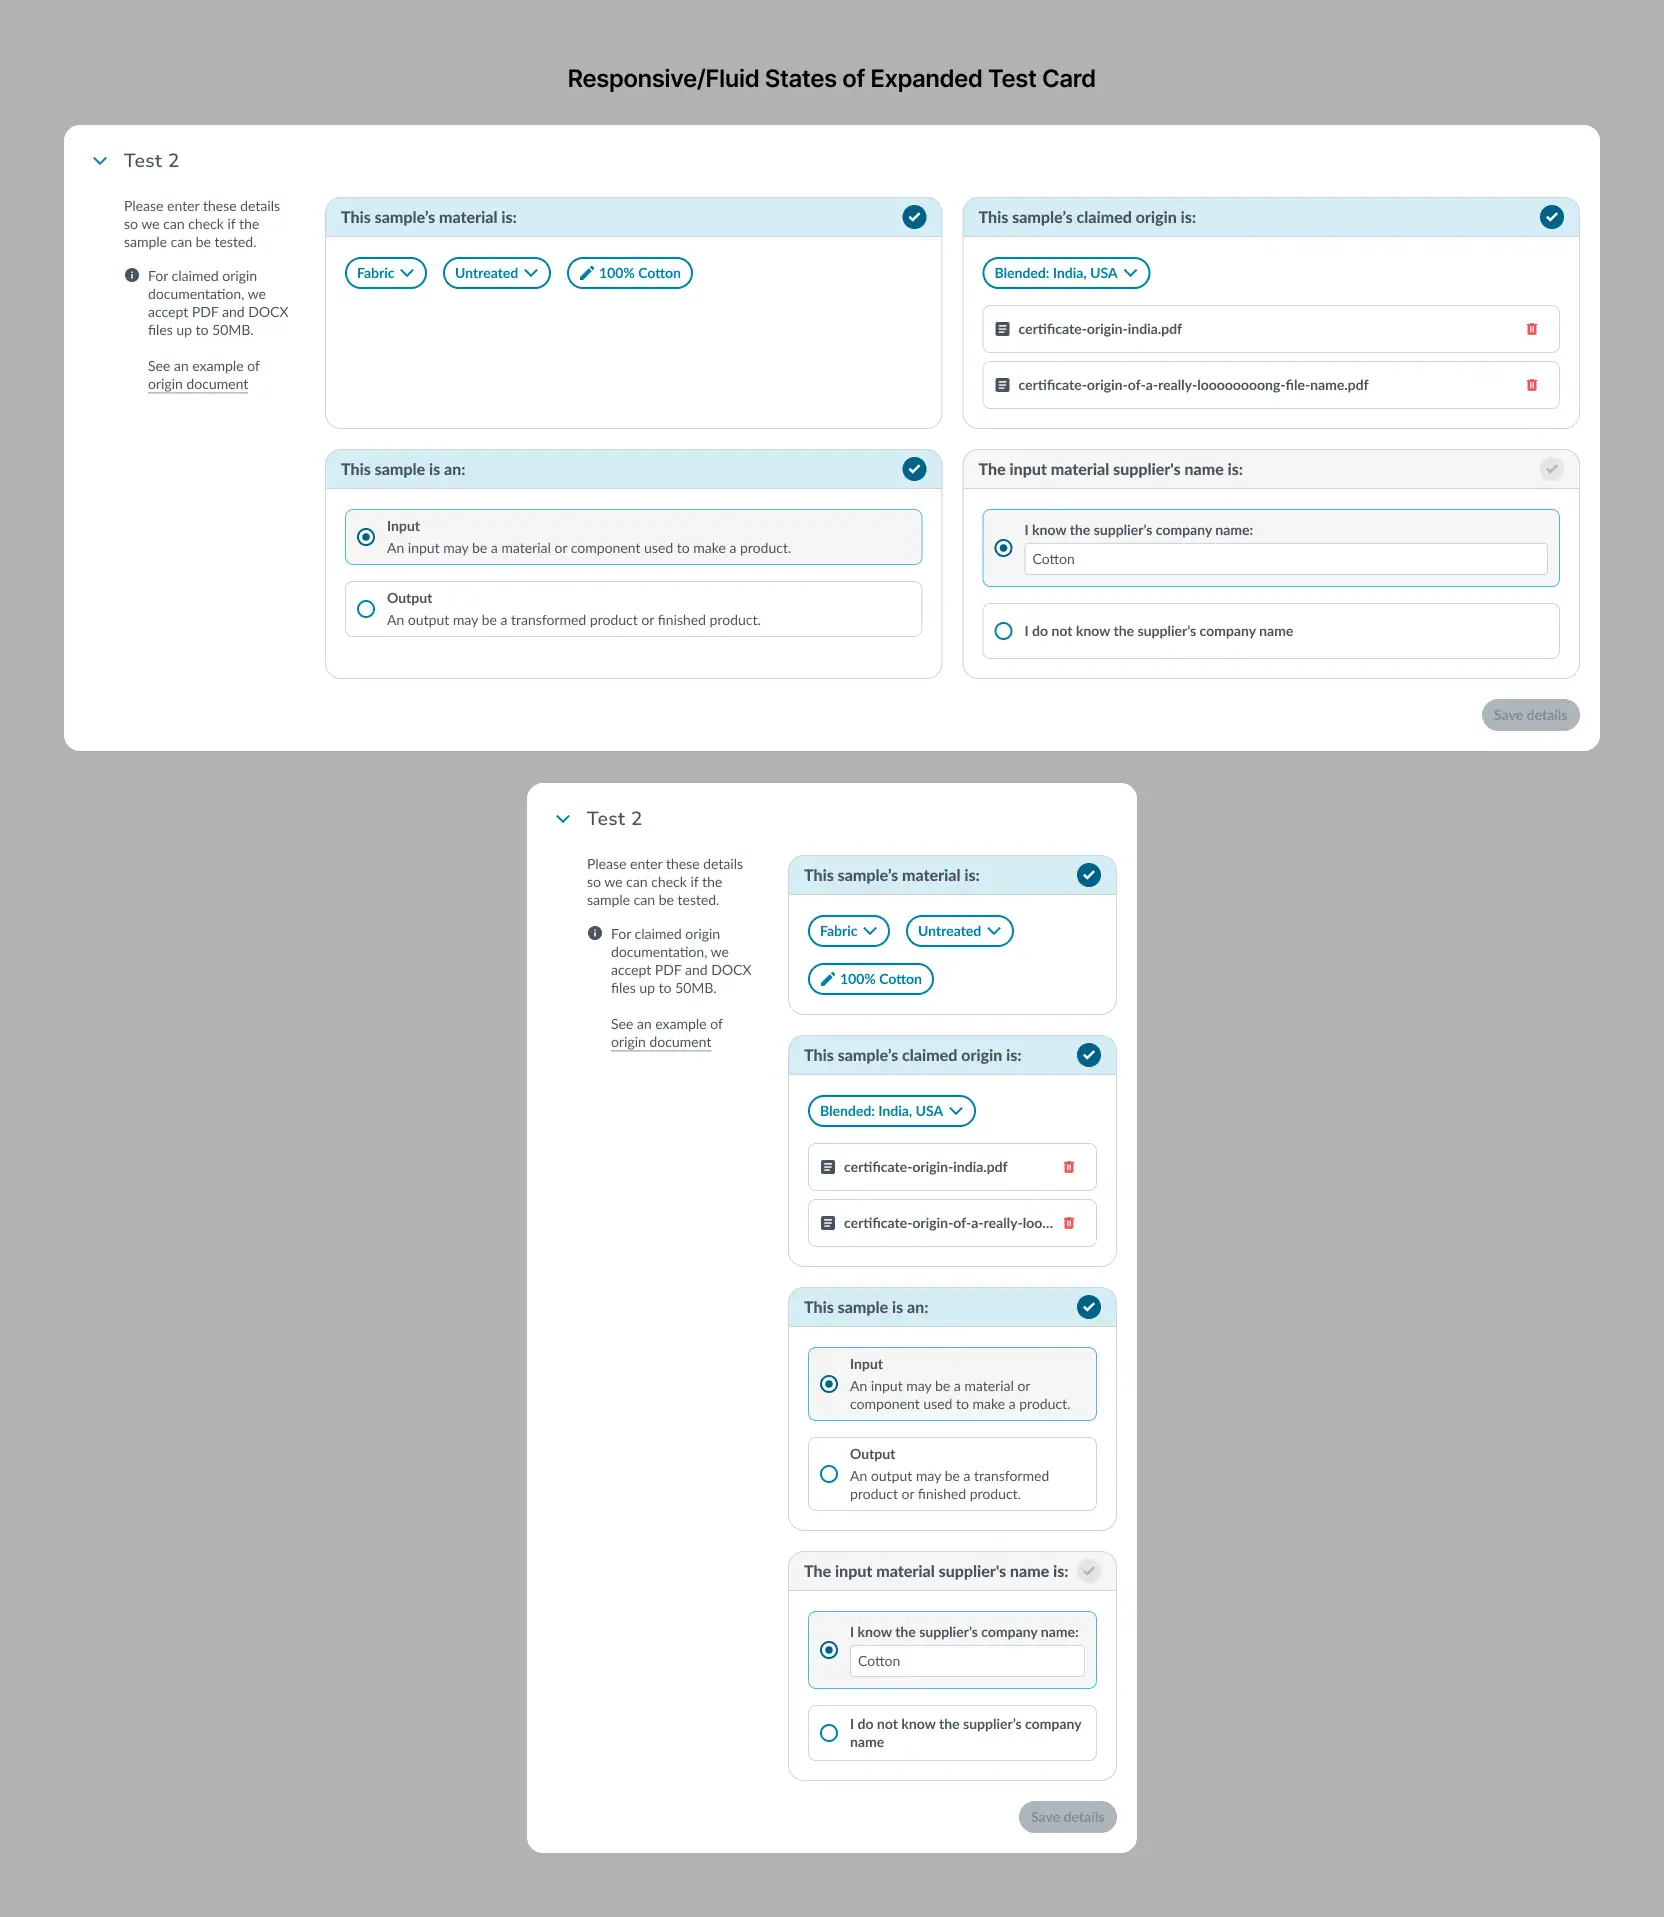 Responsive/Fluid States of Expanded Test Card
Test 2
Please enter these details
so we can check if the
sample can be tested.
For claimed origin
documentation, we
accept PDF and DOCX
files up to 50MB.
See an example of
origin document
This sample’s material is:
Fabric
Untreated
100% Cotton
This sample’s claimed origin is:
Blended: India, USA
certificate-origin-india.pdf
certificate-origin-of-a-really-loooooooong-file-name.pdf
This sample is an:
Input
An input may be a material or component used to make a product.
Output
An output may be a transformed product or finished product.
The input material supplier's name is:
I know the supplier’s company name:
Cotton
I do not know the supplier’s company name
Save details
Test 2
Please enter these details
so we can check if the
sample can be tested.
For claimed origin
documentation, we
accept PDF and DOCX
files up to 50MB.
See an example of
origin document
This sample’s material is:
Fabric
Untreated
100% Cotton
This sample’s claimed origin is:
Blended: India, USA
certificate-origin-india.pdf
certificate-origin-of-a-really-loo...
This sample is an:
Input
An input may be a material or
component used to make a product.
Output
An output may be a transformed
product or finished product.
The input material supplier's name is:
I know the supplier’s company name:
Cotton
I do not know the supplier’s company
name
Save details